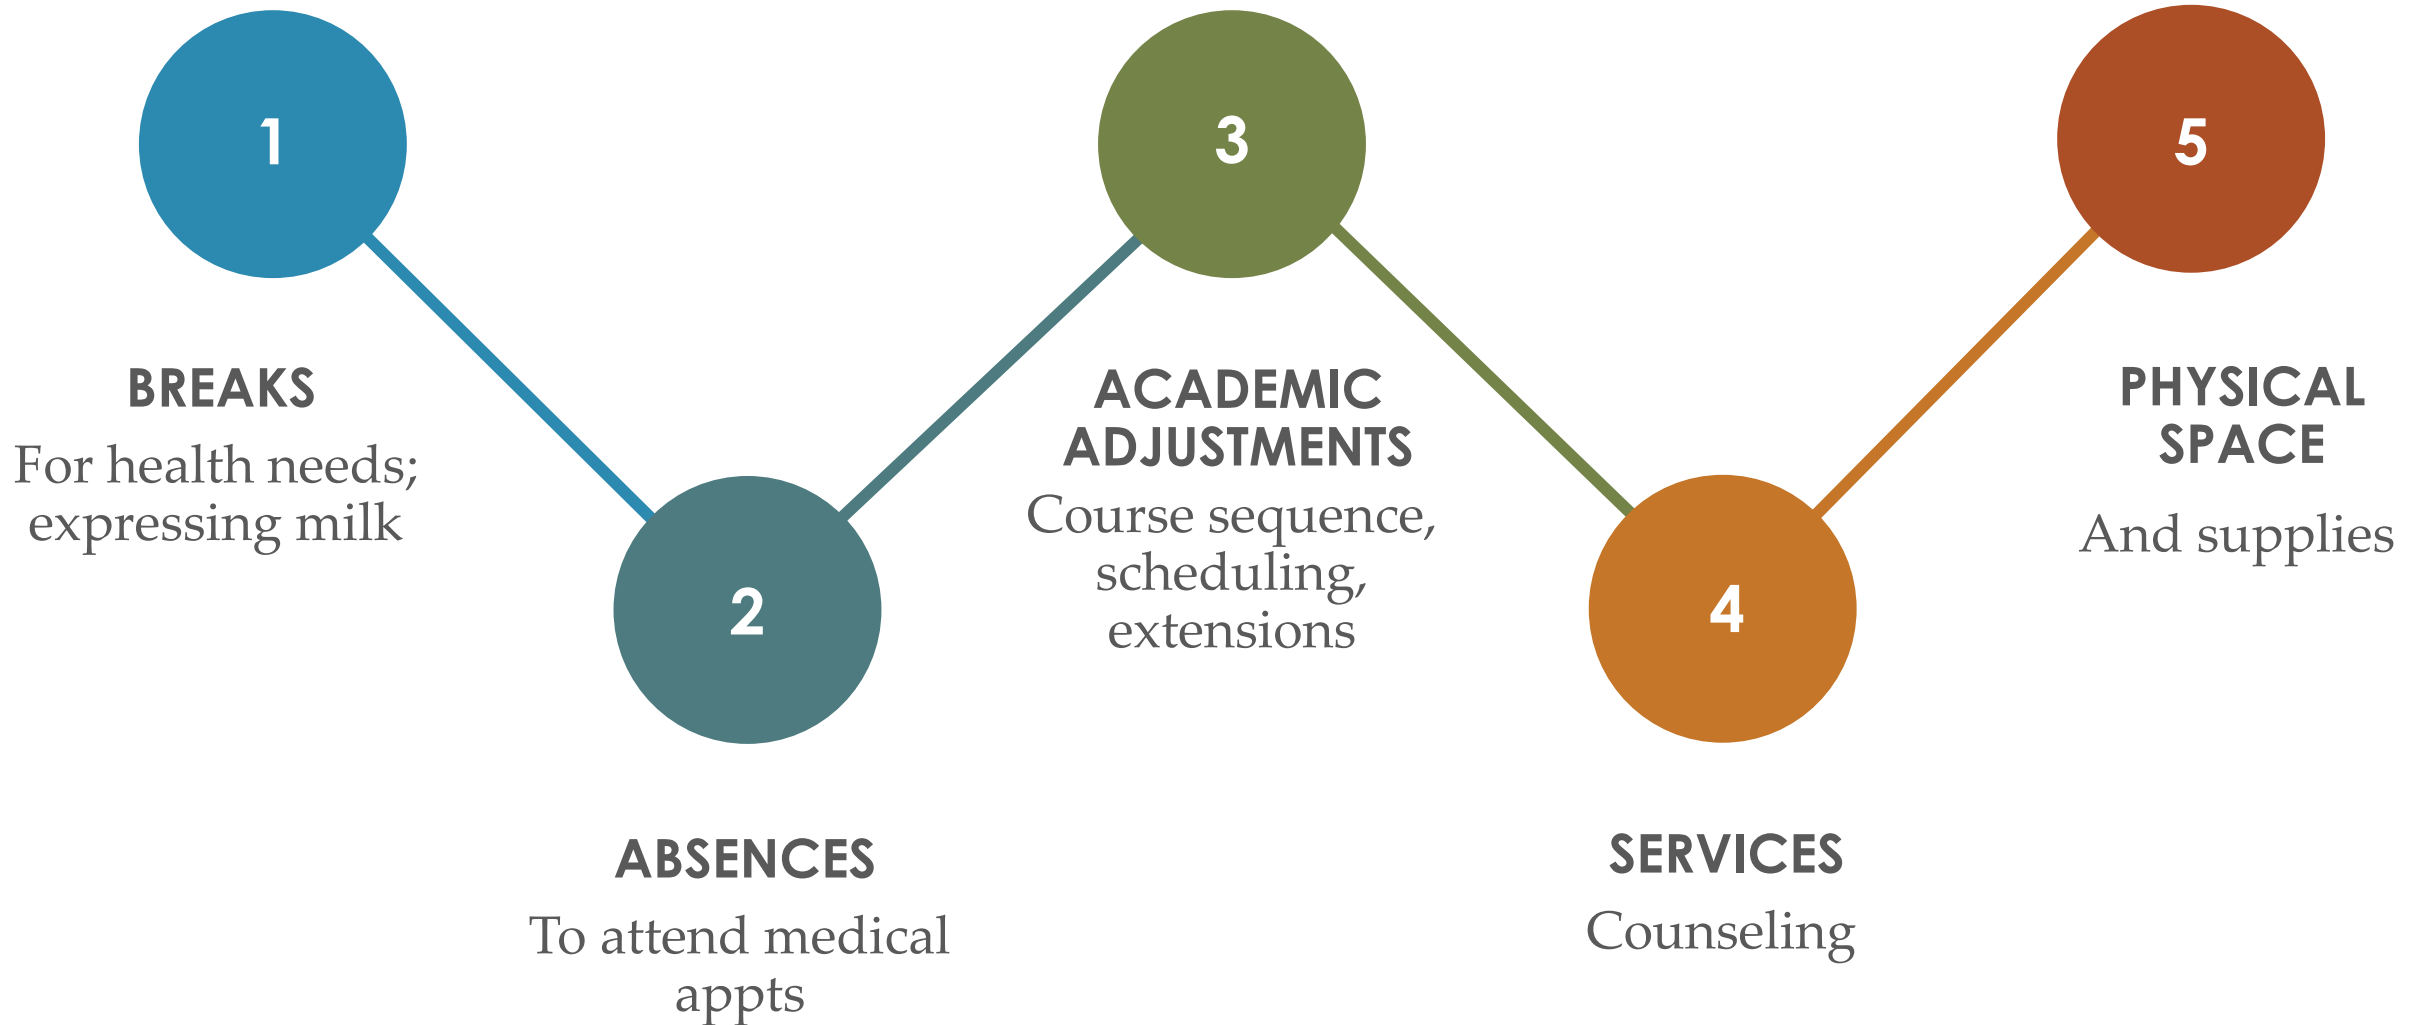 1
BREAKS
For health needs;
expressing milk
2
ABSENCES
To attend medical
appts
3
ACADEMIC
ADJUSTMENTS
Course sequence,
scheduling,
extensions
4
SERVICES
Counseling
5
PHYSICAL
SPACE
And supplies